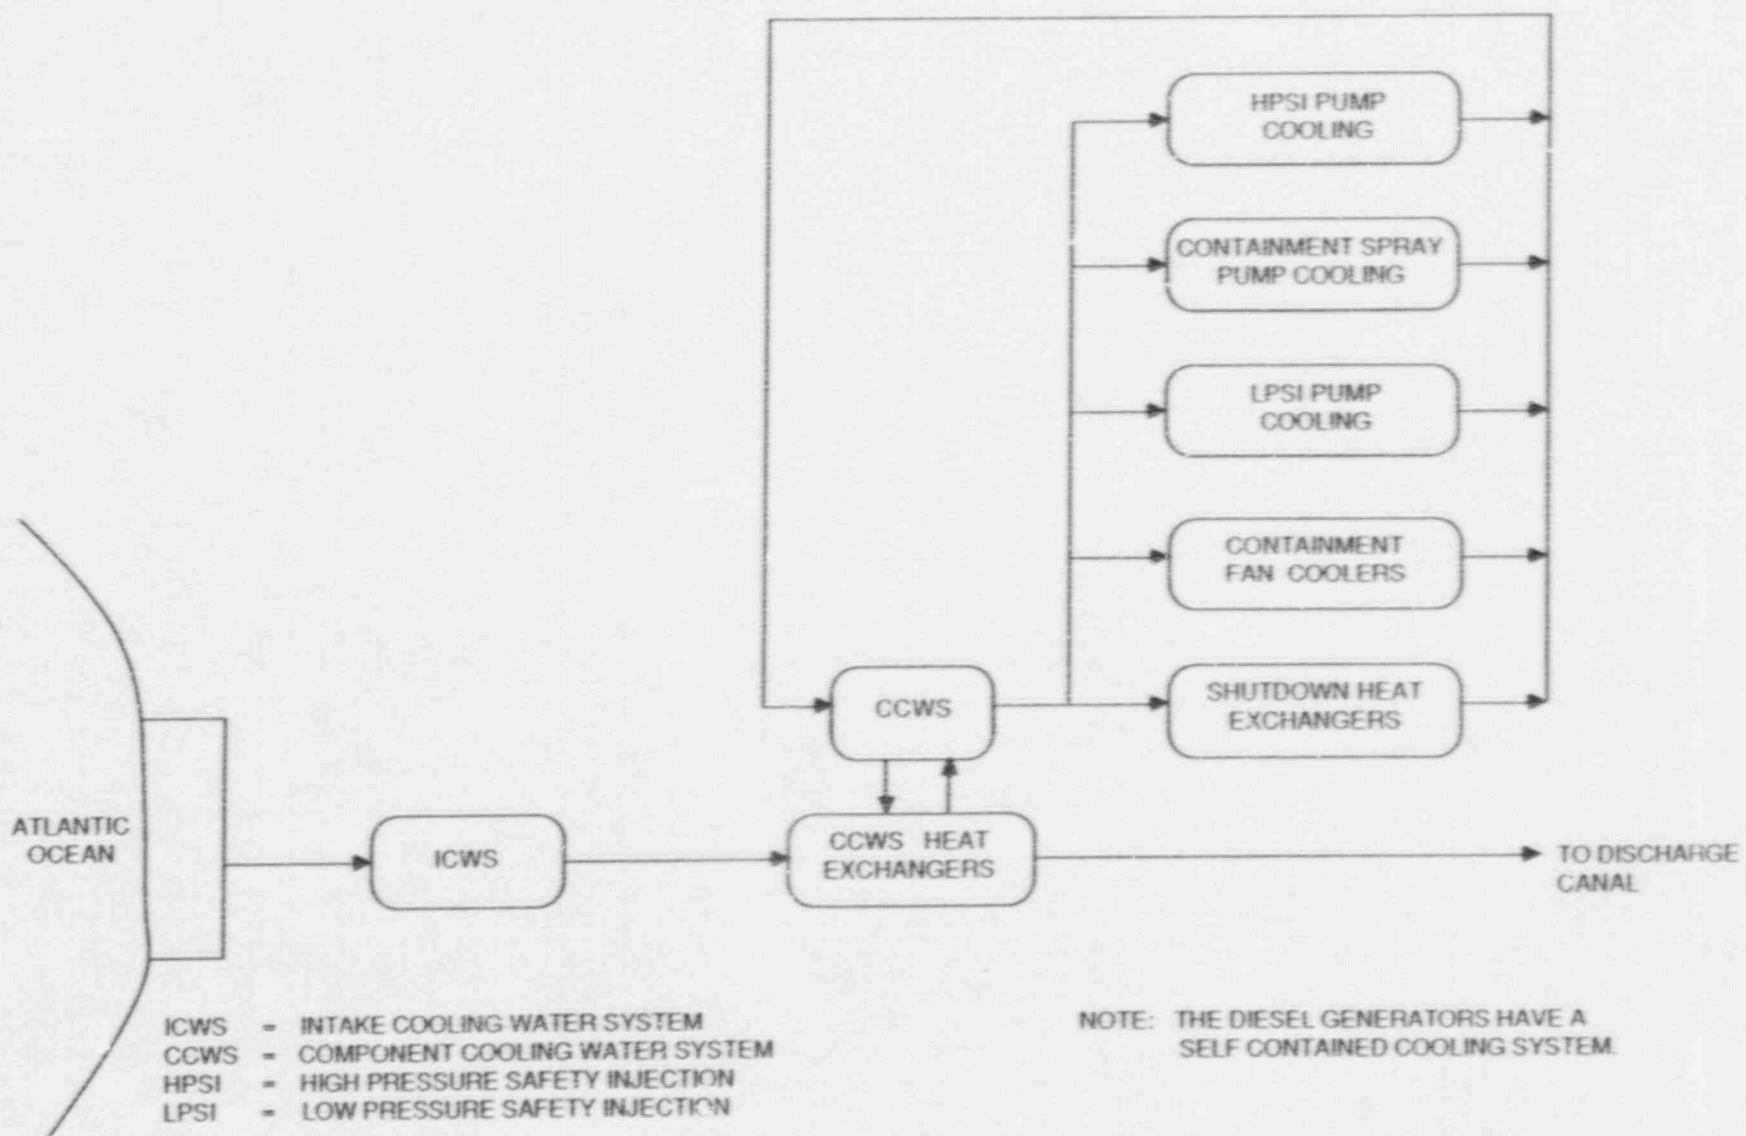 HPSI PUMP
COOLING
CONTAINMENT SPRAY
PUMP COOLING
LPSI PUMP
COOLING
CONTAINMENT
FAN COOLERS
CCWS
SHUTDOWN HEAT
EXCHANGERS
ATLANTIC
OCEAN
ICWS
CCWS HEAT
EXCHANGERS
TO DISCHARGE
CANAL
ICWS = INTAKE COOLING WATER SYSTEM
CCWS = COMPONENT COOLING WATER SYSTEM
HPSI = HIGH PRESSURE SAFETY INJECTION
LPSI = LOW PRESSURE SAFETY INJECTION
NOTE: THE DIESEL GENERATORS HAVE A
SELF CONTAINED COOLING SYSTEM.